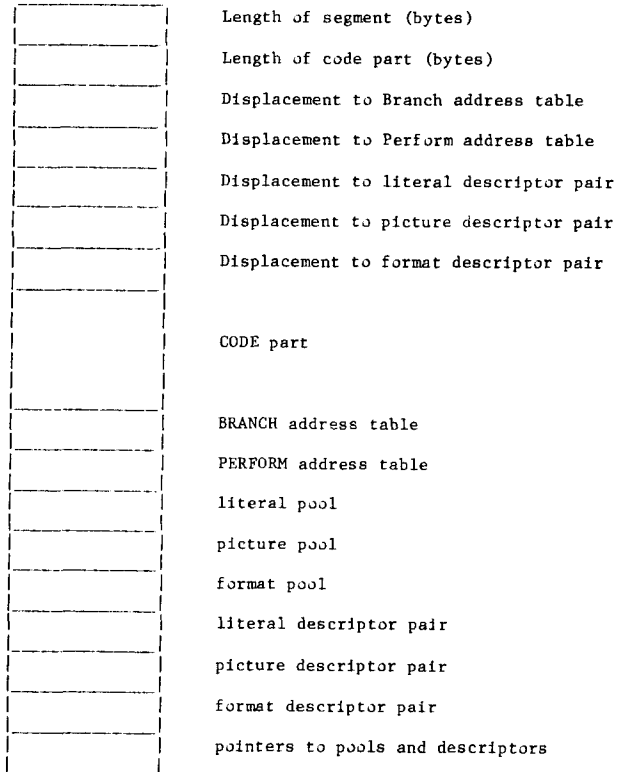 Length of segment (bytes)
Length of code part (bytes)
Displacement to Branch address table
Displacement to Perform address table
Displacement to literal descriptor pair
Displacement to picture descriptor pair
Displacement to format descriptor pair
CODE part
BRANCH address table
PERFORM address table
literal pool
picture pool
format pool
literal descriptor pair
picture descriptor pair
format descriptor pair
pointers to pools and descriptors